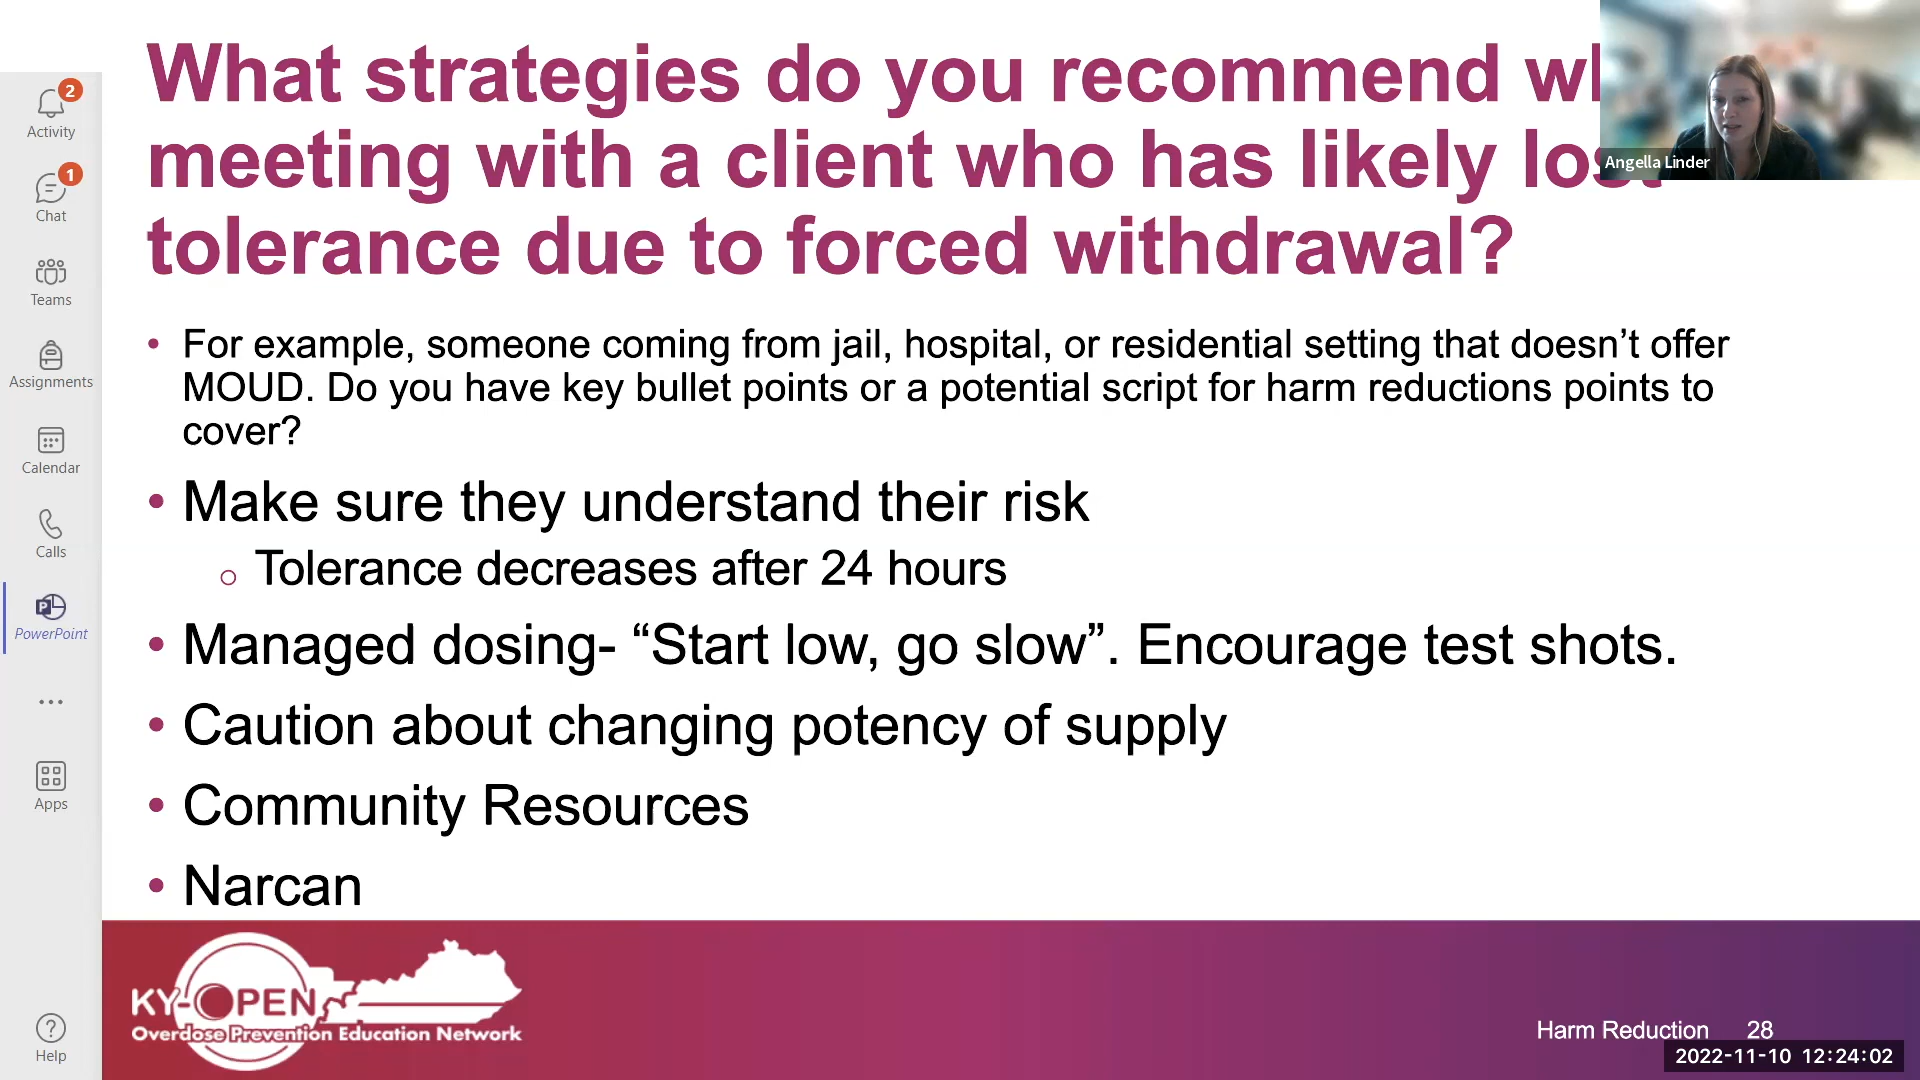 What strategies do you recommend
meeting with a client who has likely lost
tolerance due to forced withdrawal?
Angella Linder
• For example, someone coming from jail, hospital, or residential setting that doesn’t offer
MOUD. Do you have key bullet points or a potential script for harm reductions points to
cover?
• Make sure they understand their risk
o Tolerance decreases after 24 hours
• Managed dosing- “Start low, go slow”. Encourage test shots.
• Caution about changing potency of supply
• Community Resources
• Narcan
2
Activity
1
Chat
Teams
Assignments
Calendar
Calls
P
PowerPoint
Apps
Help
KY-OPEN
Overdose Prevention Education Network
Harm Reduction 28
2022-11-10 12:24:02